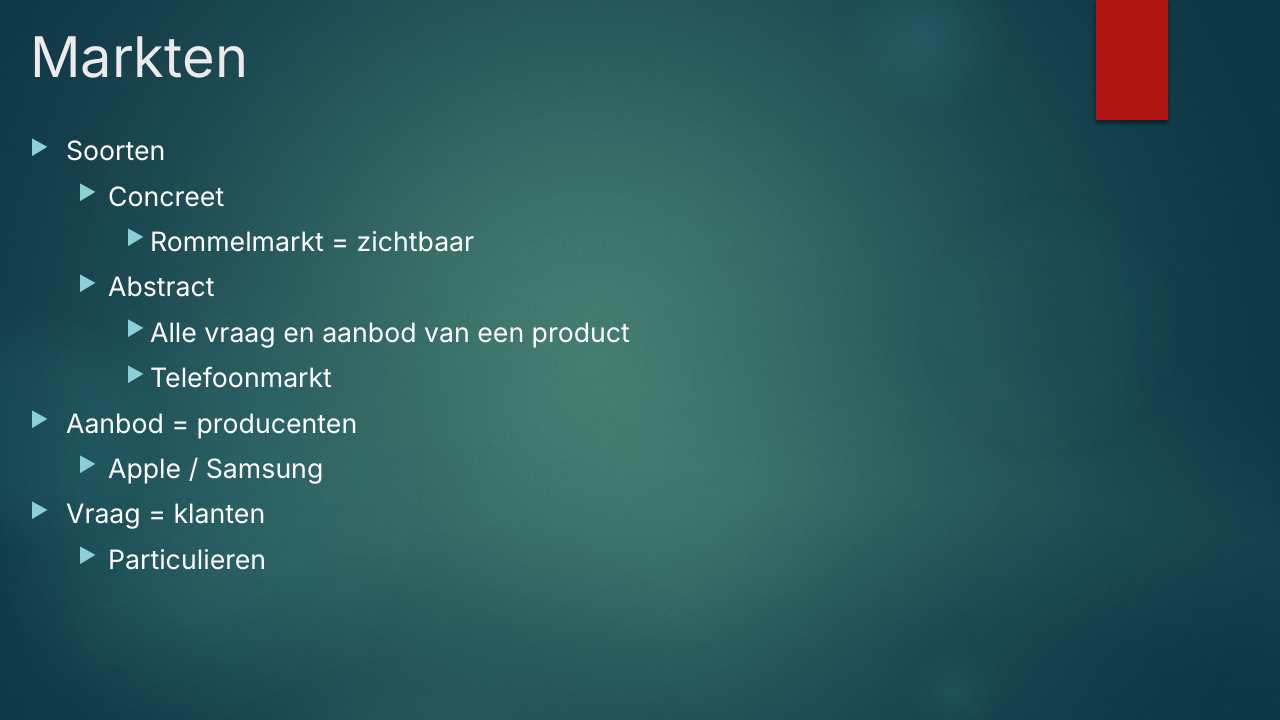 Markten
Soorten
Concreet
Rommelmarkt = zichtbaar
Abstract
Alle vraag en aanbod van een product
Telefoonmarkt
Aanbod = producenten
Apple / Samsung
Vraag = klanten
Particulieren